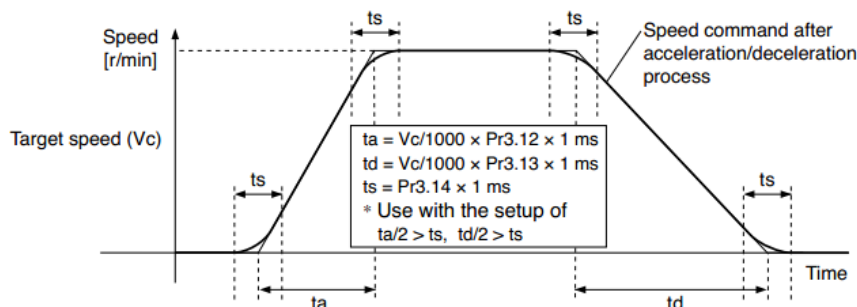 ts
ts
Speed
[r/min]
Speed command after
acceleration/deceleration
process
Target speed (Vc)
ta = Vc/1000 × Pr3.12 × 1 ms
td = Vc/1000 × Pr3.13 × 1 ms
ts = Pr3.14 × 1 ms
* Use with the setup of
ta/2 > ts, td/2 > ts
ts
ts
Time
ta
td